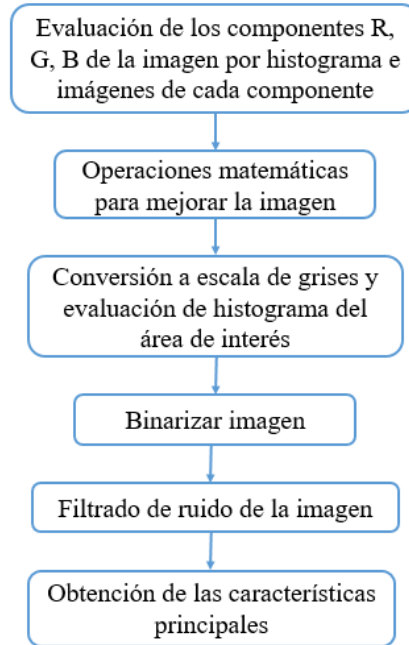 Evaluación de los componentes R,
G, B de la imagen por histograma e
imágenes de cada componente
Operaciones matemáticas
para mejorar la imagen
Conversión a escala de grises y
evaluación de histograma del
área de interés
Binarizar imagen
Filtrado de ruido de la imagen
Obtención de las características
principales